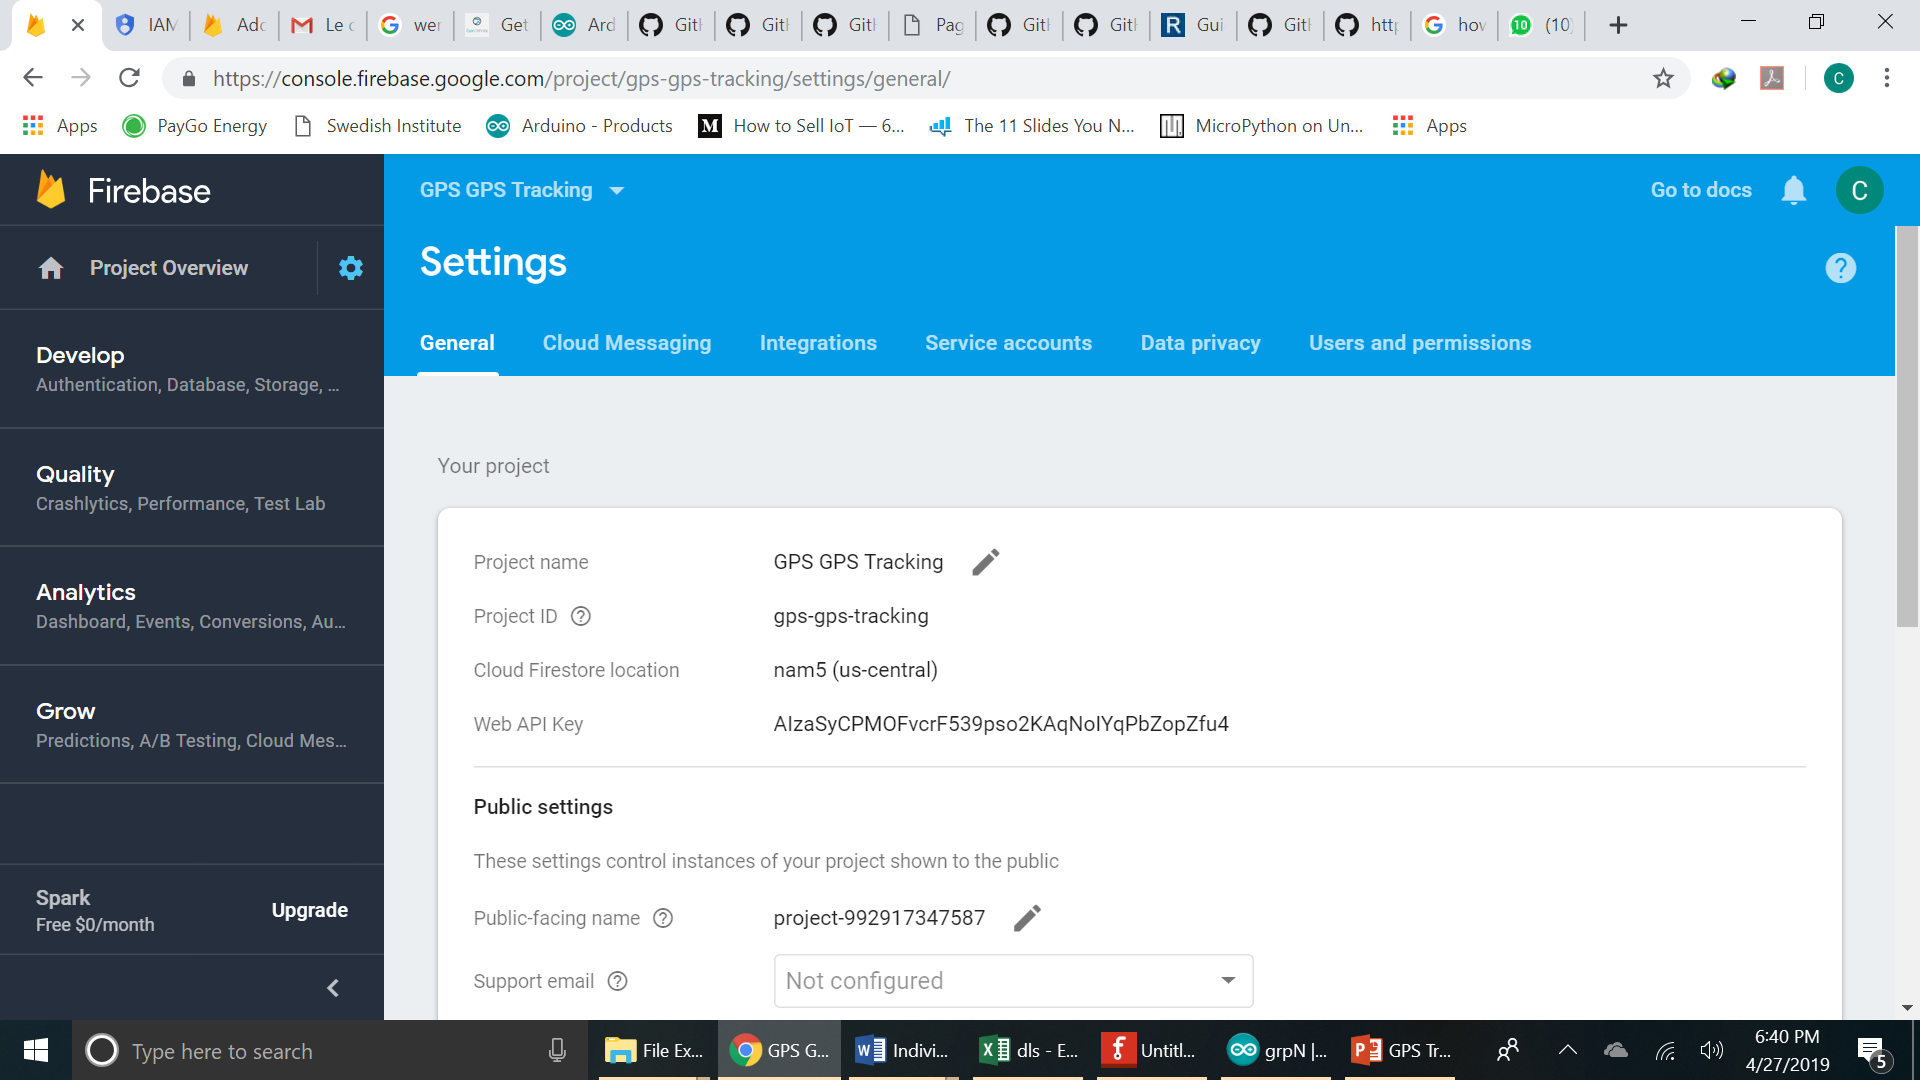 IAM
Adc
Le c
wer
Get
Ard
Gitl
Gitl
Gitl
Pag
Gitl
Gitl
Gui
Gitl
http
hov
(10)
https://console.firebase.google.com/project/gps-gps-tracking/settings/general/
C
Apps
PayGo Energy
Swedish Institute
Arduino - Products
How to Sell IoT — 6...
The 11 Slides You N...
MicroPython on Un...
Apps
Firebase
GPS GPS Tracking
Go to docs
C
Project Overview
Settings
General
Cloud Messaging
Integrations
Service accounts
Data privacy
Users and permissions
Develop
Authentication, Database, Storage, ...
Quality
Crashlytics, Performance, Test Lab
Analytics
Dashboard, Events, Conversions, Au...
Grow
Predictions, A/B Testing, Cloud Mes...
Spark
Free $0/month
Upgrade
Your project
Project name
GPS GPS Tracking
Project ID
gps-gps-tracking
Cloud Firestore location
nam5 (us-central)
Web API Key
AIzaSyCPMOFvcrF539pso2KAqNoIYqPbZopZfu4
Public settings
These settings control instances of your project shown to the public
Public-facing name
project-992917347587
Support email
Not configured
Type here to search
File Ex...
GPS G...
Indivi...
dls - E...
Untitl...
grpN |...
GPS Tr...
6:40 PM
4/27/2019
5